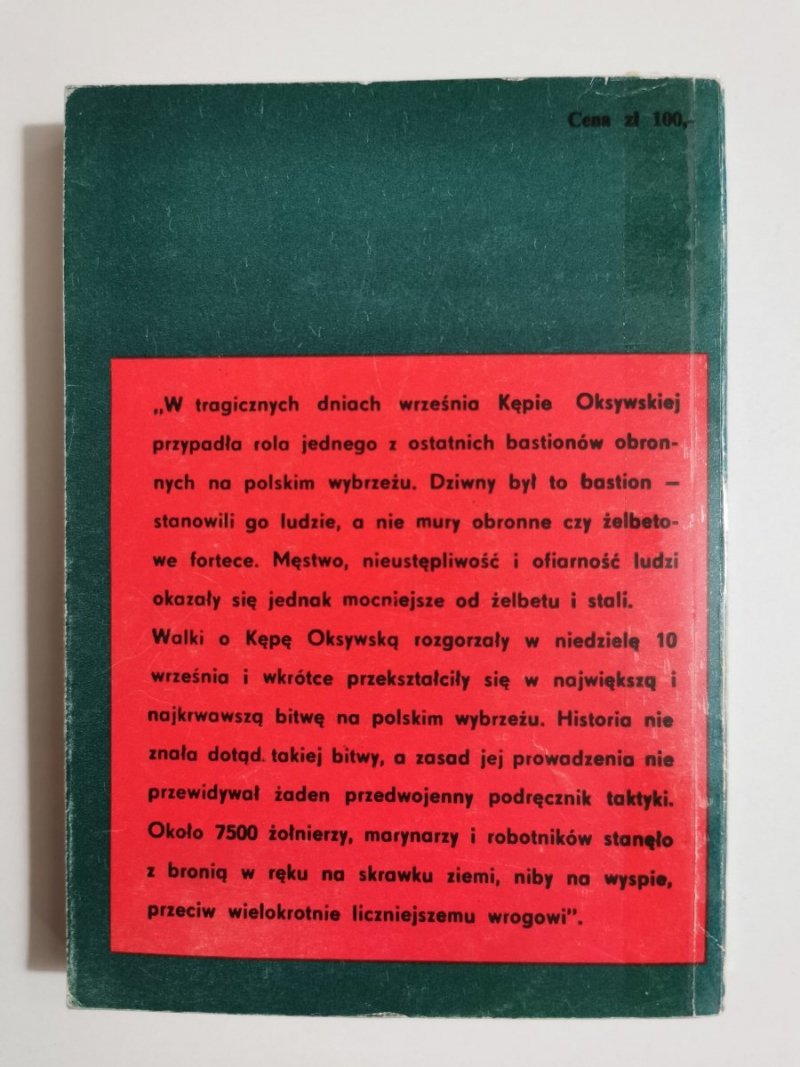 Cena zł 100,-
„W tragicznych dniach września Kępie Oksywskiej
przypadła rola jednego z ostatnich bastionów obron-
nych na polskim wybrzeżu. Dziwny był to bastion —
stanowili go ludzie, a nie mury obronne czy żelbeto-
we fortece. Męstwo, nieustępliwość i ofiarność ludzi
okazały się jednak mocniejsze od żelbetu i stali.
Walki o Kępę Oksywską rozgorzały w niedzielę 10
września i wkrótce przekształciły się w największą i
najkrwawszą bitwę na polskim wybrzeżu. Historia nie
znała dotąd. takiej bitwy, a zasad jej prowadzenia nie
przewidywał żaden przedwojenny podręcznik taktyki.
Około 7500 żołnierzy, marynarzy i robotników stanęło
z bronią w ręku na skrawku ziemi, niby na wyspie,
przeciw wielokrotnie liczniejszemu wrogowi”.